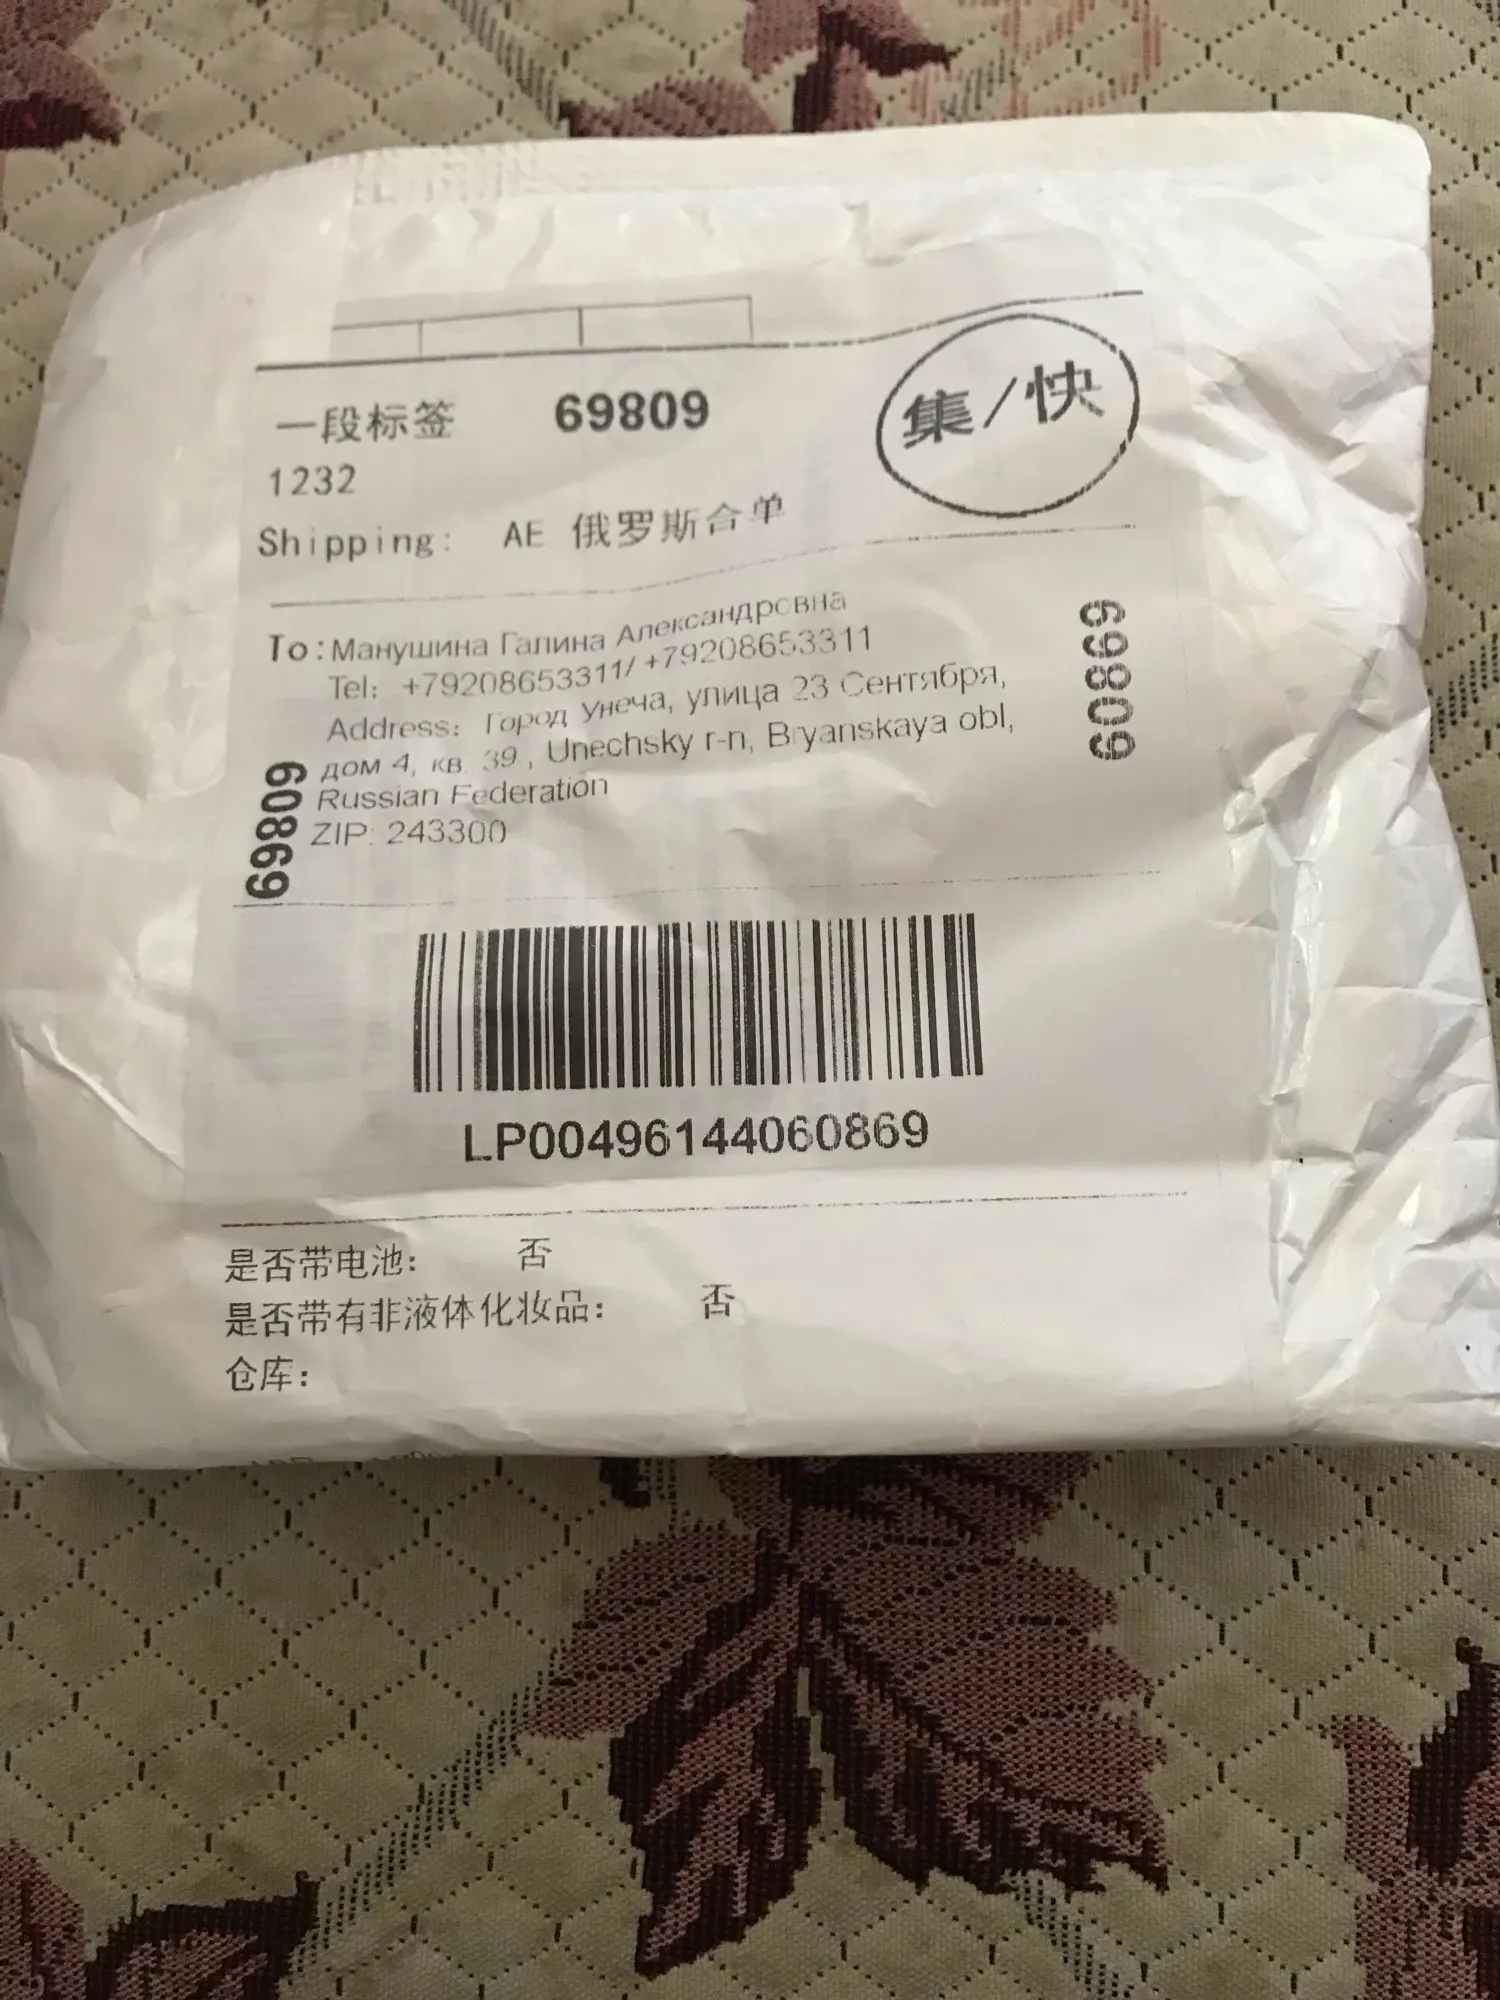 一段标签 69809 集/快
1232
Shipping: AE 俄罗斯合单
To:Манушина Галина Александровна
Tel: +79208653311/ +79208653311
Address: Город Унеча, улица 23 Сентября,
дом 4, кв. 39 , Unechsky r-n, Bryanskaya obl,
Russian Federation
ZIP: 243300
69809
69809
LP00496144060869
是否带电池: 否
是否带有非液体化妆品: 否
仓库: